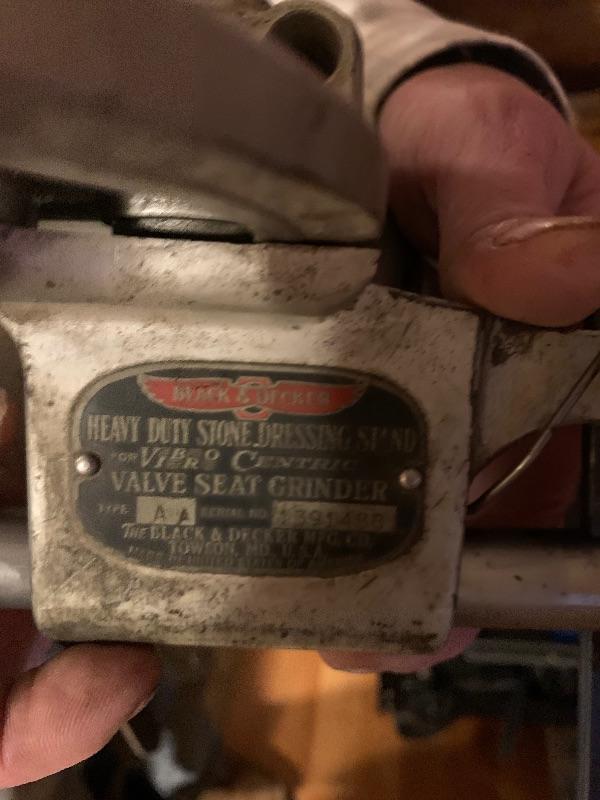 BLACK & DECKER
HEAVY DUTY STONE DRESSING STAND
FOR VIBRO CENTRIC
VALVE SEAT GRINDER
TYPE AA SERIAL NO.
The BLACK & DECKER MFG. CO.
TOWSON, MD. U.S.A.